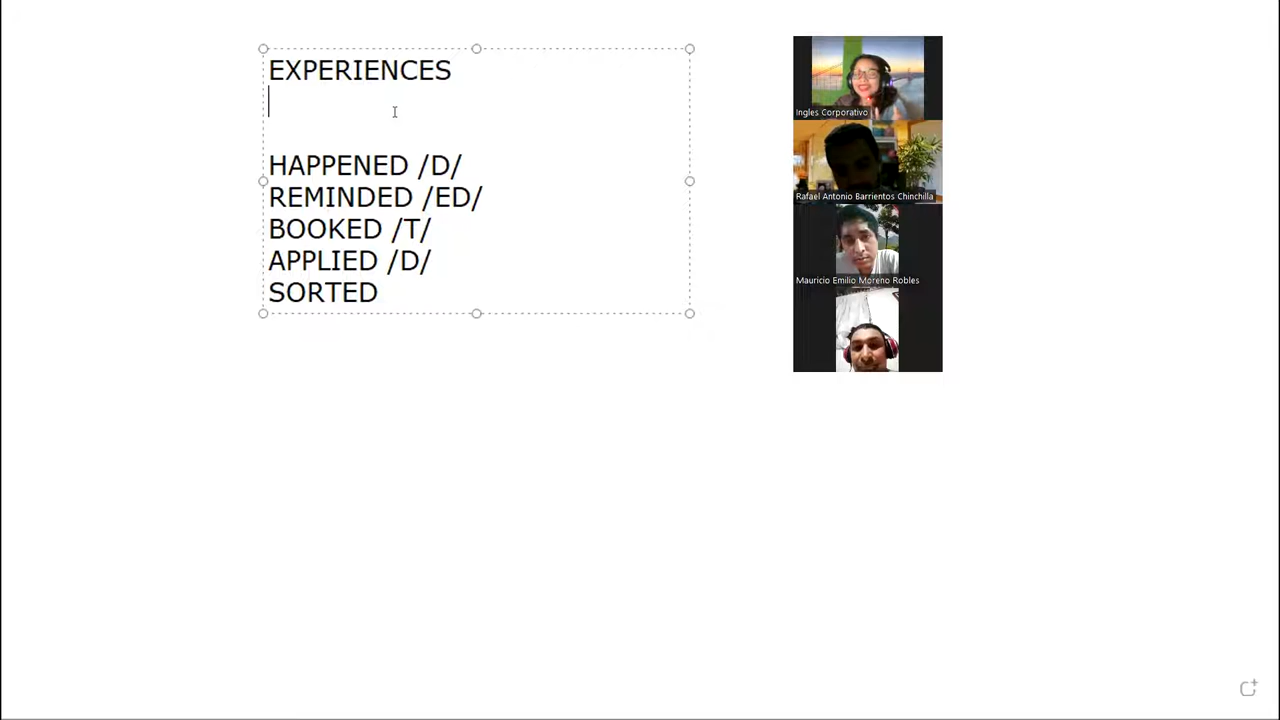 EXPERIENCES
HAPPENED /D/
REMINDED /ED/
BOOKED /T/
APPLIED /D/
SORTED
Ingles Corporativo
Rafael Antonio Barrientos Chinchilla
Mauricio Emilio Moreno Robles